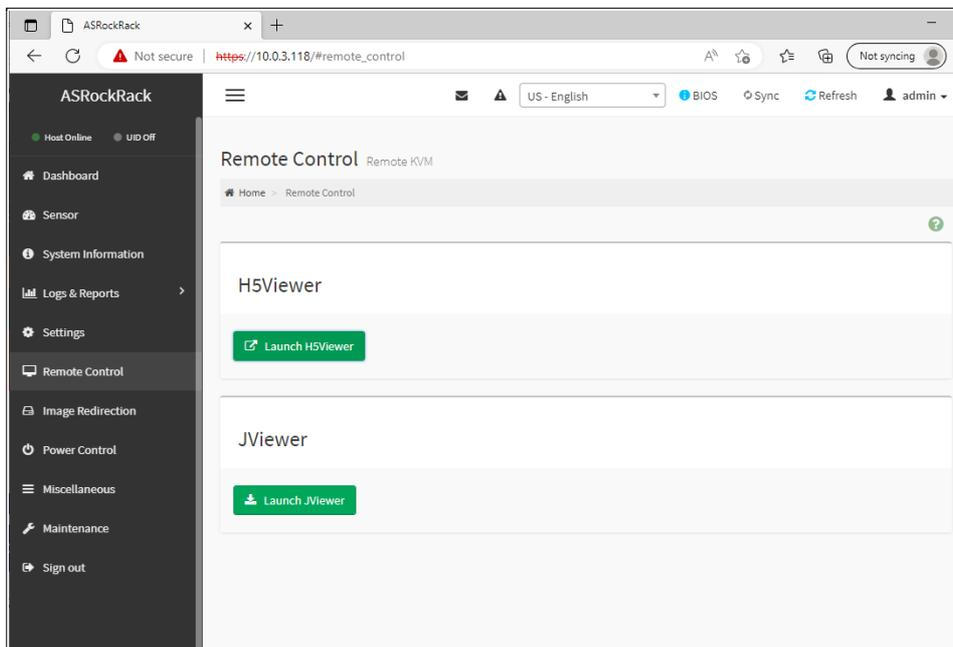 ASRockRack
Not secure https://10.0.3.118/#remote_control Not syncing
ASRockRack US - English BIOS Sync Refresh admin
Host Online UID Off
Dashboard
Sensor
System Information
Logs & Reports
Settings
Remote Control
Image Redirection
Power Control
Miscellaneous
Maintenance
Sign out
Remote Control Remote KVM
Home > Remote Control
H5Viewer
Launch H5Viewer
JViewer
Launch JViewer